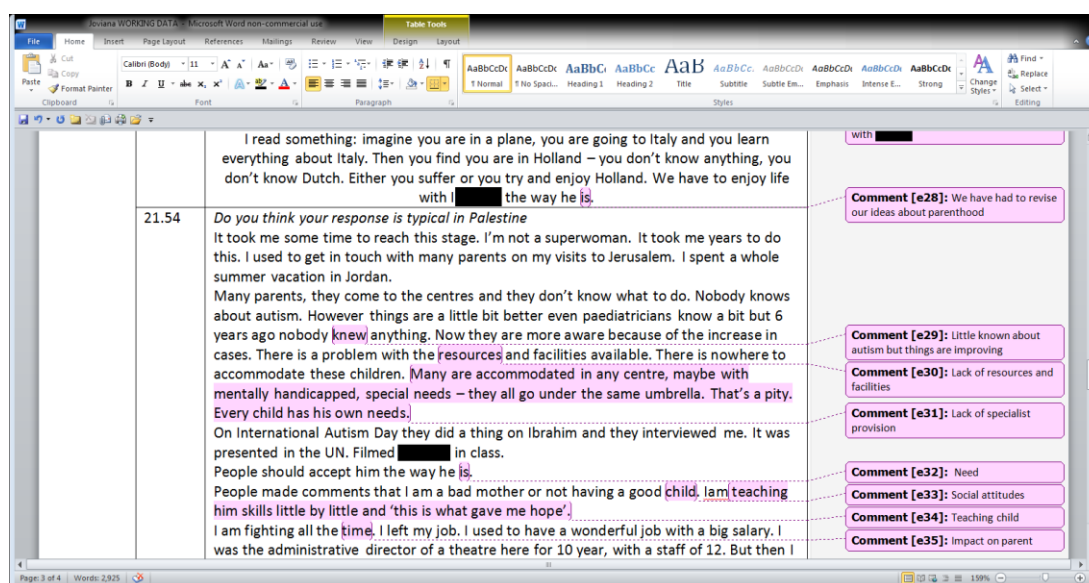 Joviana WORKING DATA - Microsoft Word non-commercial use
Table Tools
File Home Insert Page Layout References Mailings Review View Design Layout
Cut
Copy
Paste
Format Painter
Clipboard
Calibri (Body) 11
Font
Paragraph
AaBbCcDc AaBbCcDc AaBbCc AaBbCc AaB AaBbCc. AaBbCcDc AaBbCcDc AaBbCcDc AaBbCcDc
¶ Normal ¶ No Spaci... Heading 1 Heading 2 Title Subtitle Subtle Em... Emphasis Intense E... Strong
Change Styles
Styles
Find
Replace
Select
Editing
I read something: imagine you are in a plane, you are going to Italy and you learn
everything about Italy. Then you find you are in Holland – you don't know anything, you
don't know Dutch. Either you suffer or you try and enjoy Holland. We have to enjoy life
with I the way he is.
21.54
Do you think your response is typical in Palestine
It took me some time to reach this stage. I'm not a superwoman. It took me years to do
this. I used to get in touch with many parents on my visits to Jerusalem. I spent a whole
summer vacation in Jordan.
Many parents, they come to the centres and they don't know what to do. Nobody knows
about autism. However things are a little bit better even paediatricians know a bit but 6
years ago nobody knew anything. Now they are more aware because of the increase in
cases. There is a problem with the resources and facilities available. There is nowhere to
accommodate these children. Many are accommodated in any centre, maybe with
mentally handicapped, special needs – they all go under the same umbrella. That's a pity.
Every child has his own needs.
On International Autism Day they did a thing on Ibrahim and they interviewed me. It was
presented in the UN. Filmed in class.
People should accept him the way he is.
People made comments that I am a bad mother or not having a good child. Iam teaching
him skills little by little and 'this is what gave me hope'.
I am fighting all the time. I left my job. I used to have a wonderful job with a big salary. I
was the administrative director of a theatre here for 10 year, with a staff of 12. But then I
with
Comment [e28]: We have had to revise
our ideas about parenthood
Comment [e29]: Little known about
autism but things are improving
Comment [e30]: Lack of resources and
facilities
Comment [e31]: Lack of specialist
provision
Comment [e32]: Need
Comment [e33]: Social attitudes
Comment [e34]: Teaching child
Comment [e35]: Impact on parent
Page: 3 of 4 Words: 2,925
159%